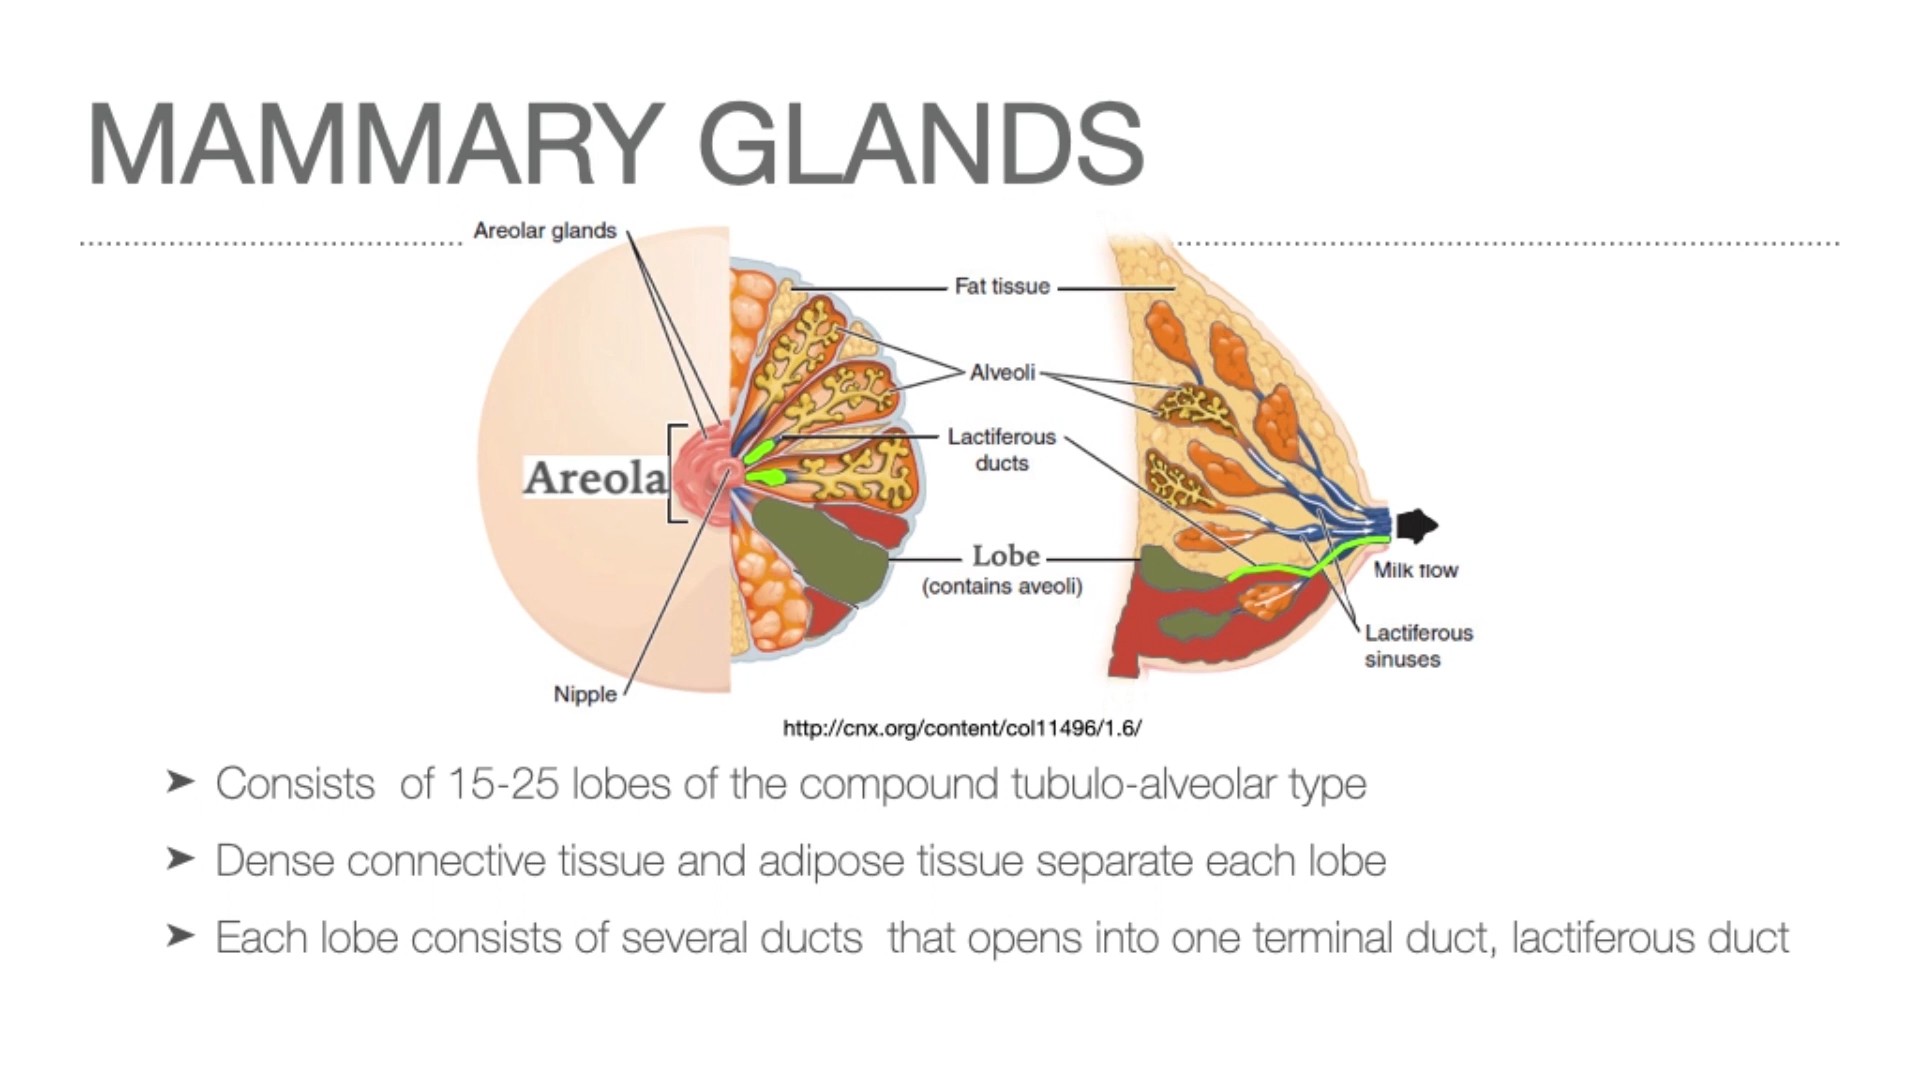 MAMMARY GLANDS
Areolar glands
Fat tissue
Alveoli
Lactiferous
ducts
Areola
Lobe
(contains aveoli)
Milk flow
Lactiferous
sinuses
Nipple
http://cnx.org/content/col11496/1.6/
➤ Consists of 15-25 lobes of the compound tubulo-alveolar type
➤ Dense connective tissue and adipose tissue separate each lobe
➤ Each lobe consists of several ducts that opens into one terminal duct, lactiferous duct